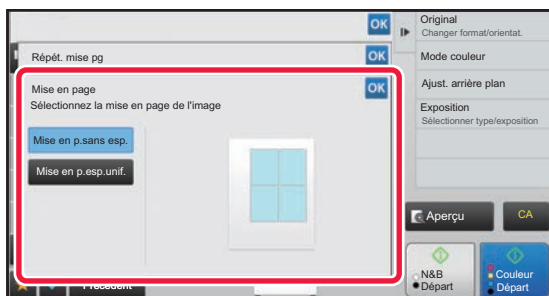 OK
Répét. mise pg
OK
Mise en page
Sélectionnez la mise en page de l'image
Mise en p.sans esp.
Mise en p.esp.unif.
Original
Changer format/orientat.
Mode couleur
Ajust. arrière plan
Exposition
Sélectionner type/exposition
Aperçu
CA
N&B
Départ
Couleur
Départ
Précédent